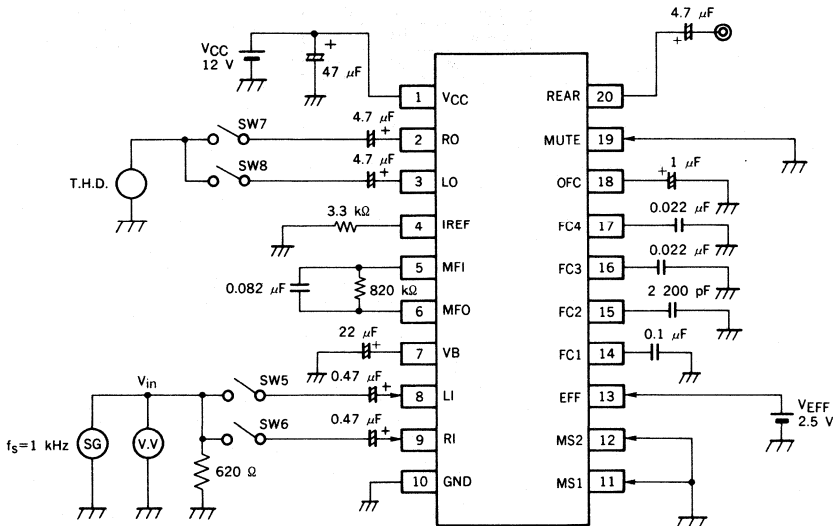 4.7 μF
VCC
12 V
+
47 μF
+
1 VCC
REAR 20
SW7
4.7 μF
+
2 RO
MUTE 19
SW8
4.7 μF
+
3 LO
OFC 18
+ 1 μF
T.H.D.
3.3 kΩ
4 IREF
FC4 17
0.022 μF
5 MFI
FC3 16
0.022 μF
0.082 μF
820 kΩ
6 MFO
FC2 15
2 200 pF
22 μF
+
7 VB
FC1 14
0.1 μF
Vin
SW5
0.47 μF
+
8 LI
EFF 13
VEFF
2.5 V
fs=1 kHz
SG
V.V
SW6
0.47 μF
+
9 RI
MS2 12
620 Ω
10 GND
MS1 11